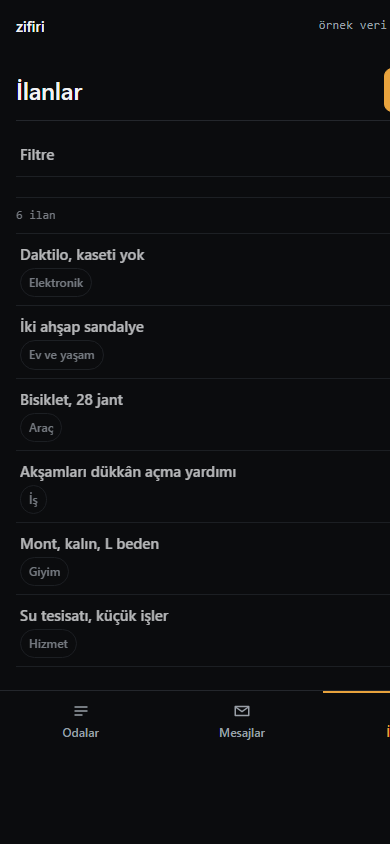 zifiri
örnek veri
İlanlar
Filtre
6 ilan
Daktilo, kaseti yok
Elektronik
İki ahşap sandalye
Ev ve yaşam
Bisiklet, 28 jant
Araç
Akşamları dükkân açma yardımı
İş
Mont, kalın, L beden
Giyim
Su tesisatı, küçük işler
Hizmet
Odalar
Mesajlar